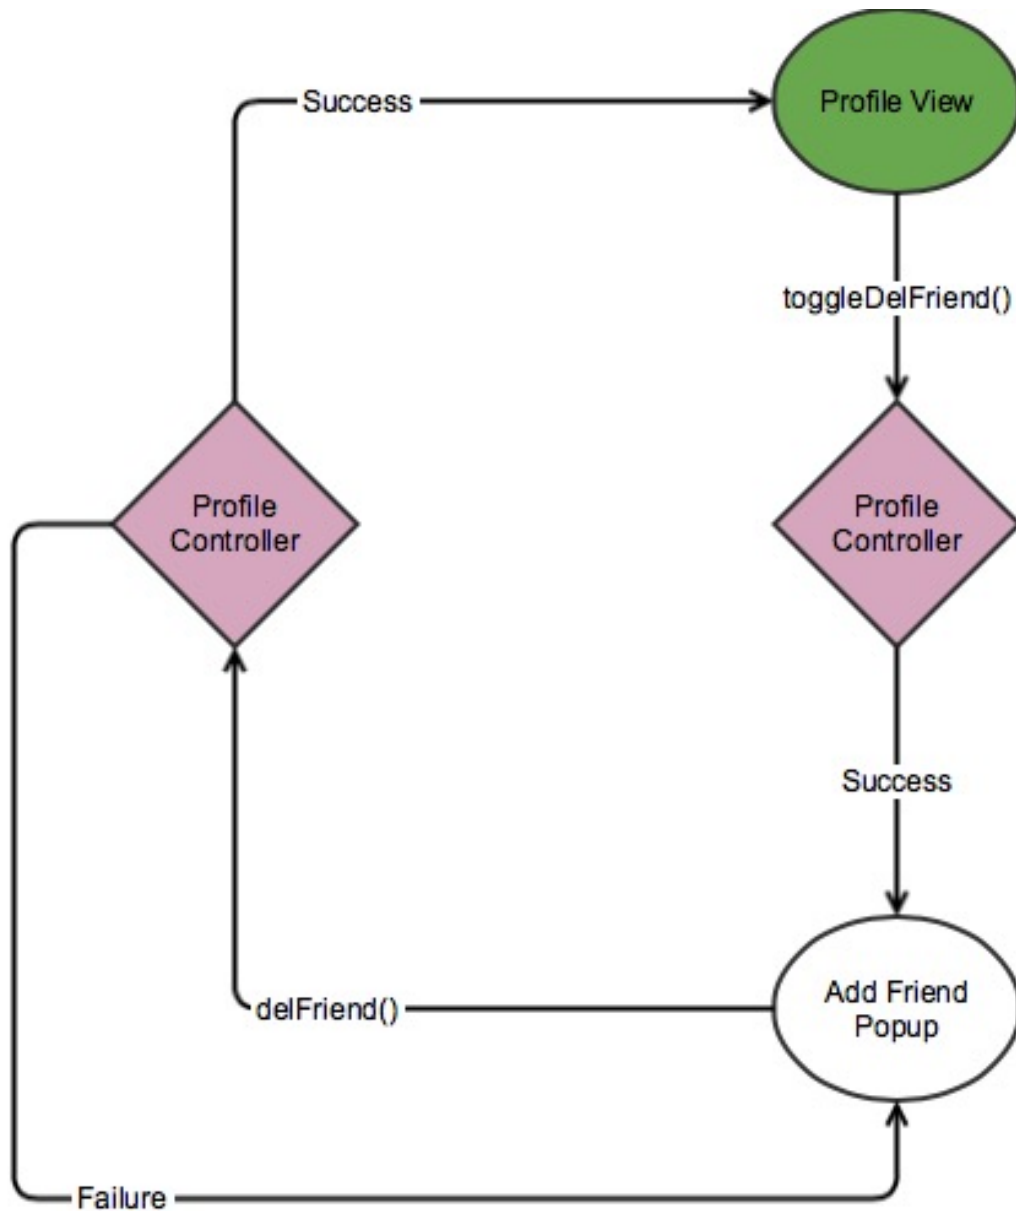 Success
Profile View
toggleDelFriend()
Profile
Controller
Profile
Controller
Success
Add Friend
Popup
delFriend()
Failure